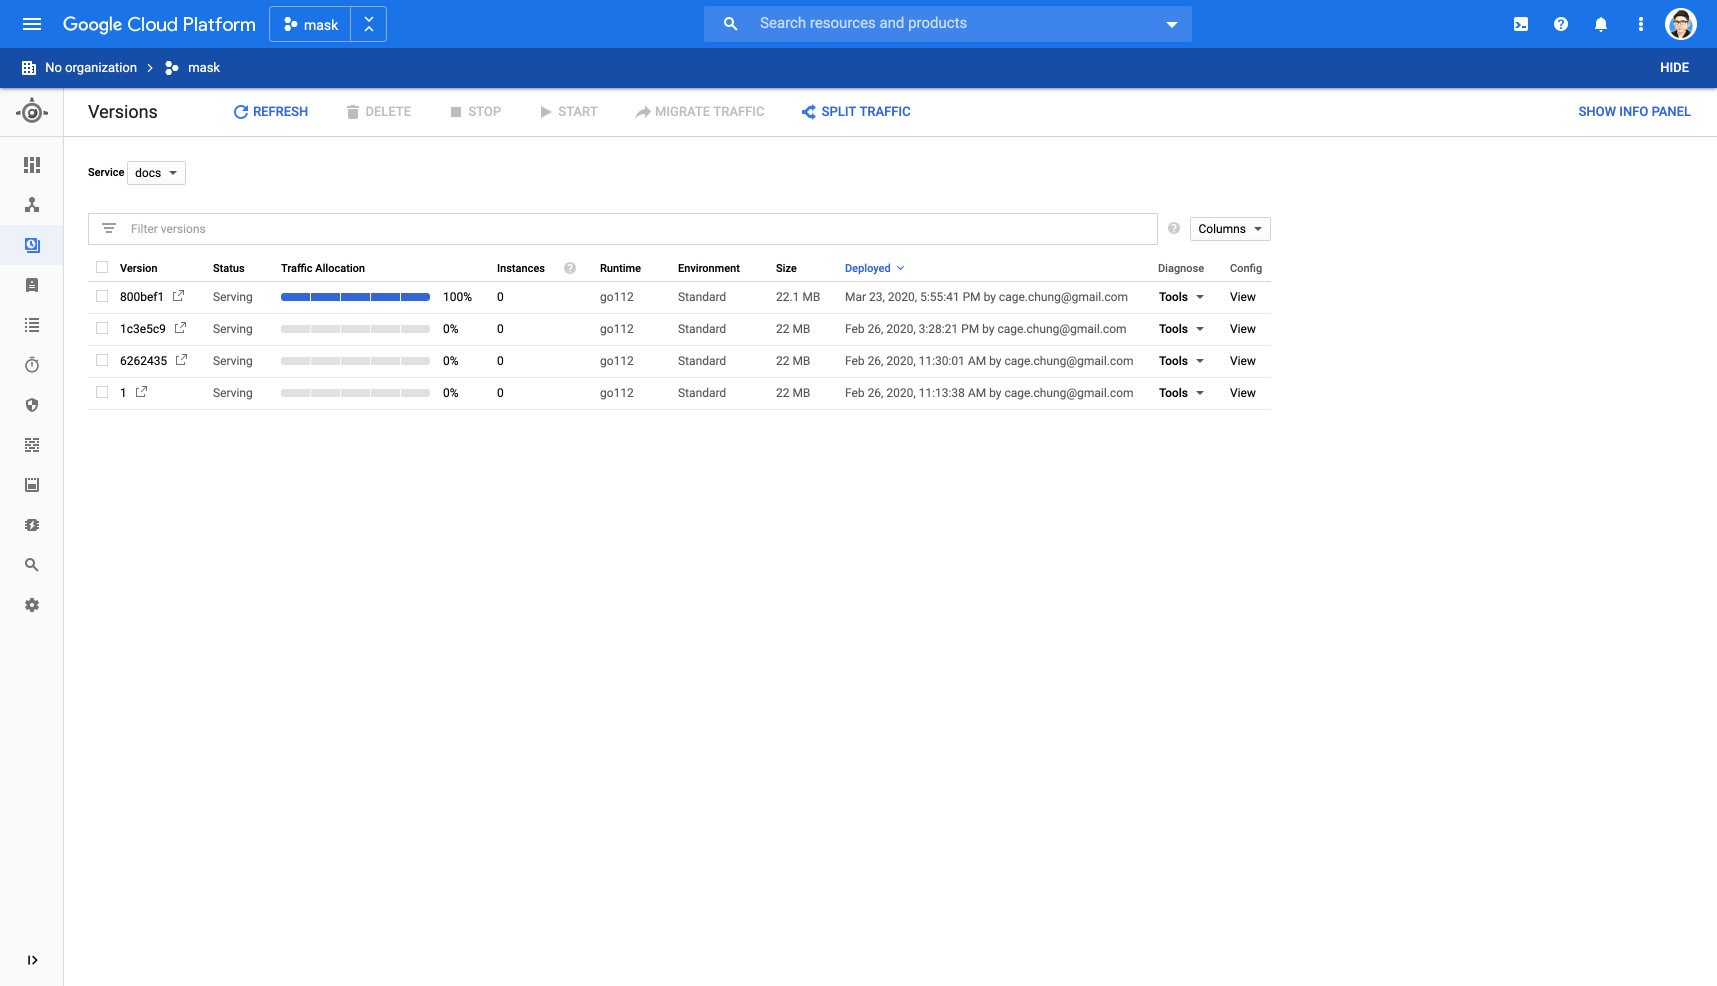 Google Cloud Platform mask Search resources and products
No organization mask HIDE
Versions REFRESH DELETE STOP START MIGRATE TRAFFIC SPLIT TRAFFIC SHOW INFO PANEL
Service docs
Filter versions Columns
Version Status Traffic Allocation Instances Runtime Environment Size Deployed Diagnose Config
800bef1 Serving 100% 0 go112 Standard 22.1 MB Mar 23, 2020, 5:55:41 PM by cage.chung@gmail.com Tools View
1c3e5c9 Serving 0% 0 go112 Standard 22 MB Feb 26, 2020, 3:28:21 PM by cage.chung@gmail.com Tools View
6262435 Serving 0% 0 go112 Standard 22 MB Feb 26, 2020, 11:30:01 AM by cage.chung@gmail.com Tools View
1 Serving 0% 0 go112 Standard 22 MB Feb 26, 2020, 11:13:38 AM by cage.chung@gmail.com Tools View